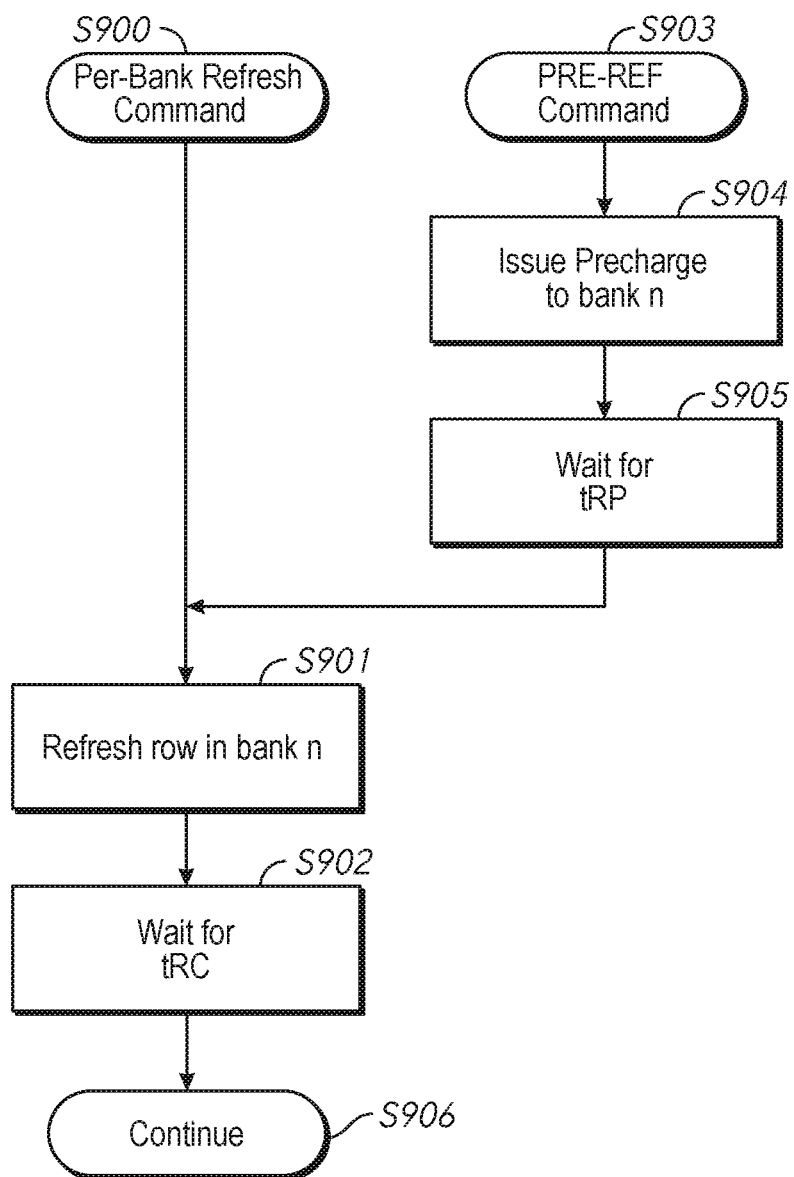 S900
Per-Bank Refresh
Command
S903
PRE-REF
Command
S904
Issue Precharge
to bank n
S905
Wait for
tRP
S901
Refresh row in bank n
S902
Wait for
tRC
Continue
S906